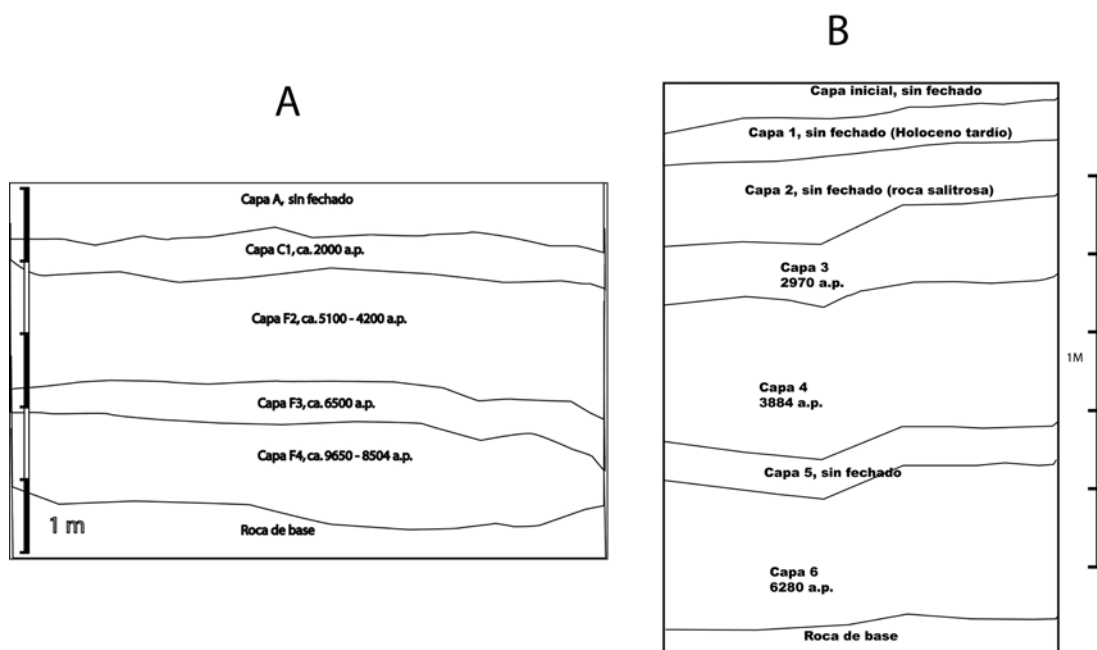 A
Capa A, sin fechado
Capa C1, ca. 2000 a.p.
Capa F2, ca. 5100 - 4200 a.p.
Capa F3, ca. 6500 a.p.
Capa F4, ca. 9650 - 8504 a.p.
1 m
Roca de base
B
Capa inicial, sin fechado
Capa 1, sin fechado (Holoceno tardío)
Capa 2, sin fechado (roca salitrosa)
Capa 3
2970 a.p.
1M
Capa 4
3884 a.p.
Capa 5, sin fechado
Capa 6
6280 a.p.
Roca de base